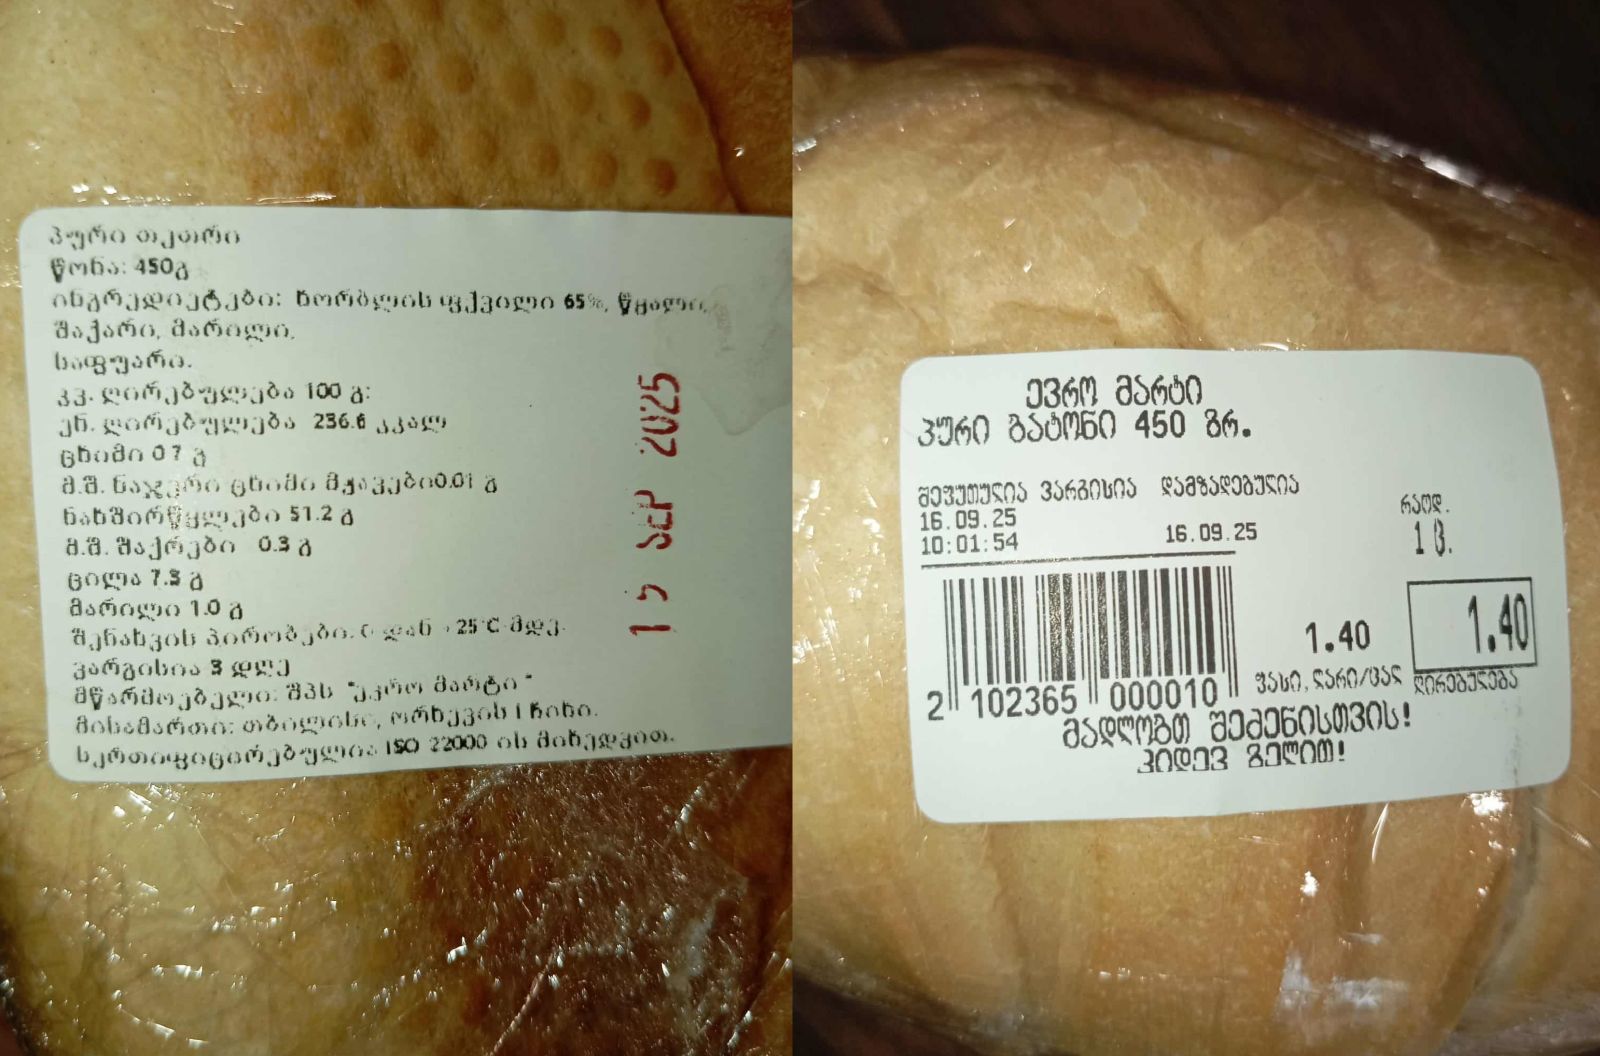 პური თეთრი
წონა: 450გ
ინგრედიეტები: ხორბლის ფქვილი 65%, წყალი,
შაქარი, მარილი,
საფუარი.
კვ. ღირებულება 100 გ:
ენ. ღირებულება 236.6 კკალ
ცხიმი 0.7 გ
მ.შ. ნაჯერი ცხიმი მჟავები 0.01 გ
ნახშირწყლები 51.2 გ
მ.შ. შაქრები 0.3 გ
ცილა 7.3 გ
მარილი 1.0 გ
შენახვის პირობები: დან + 25°C-მდე.
ვარგისია 3 დღე
მწარმოებელი: შპს "ევრო მარტი"
მისამართი: თბილისი, ორხევის I ჩიხი.
სერთიფიცირებულია ISO 22000 ის მიხედვით.
SEP 2025
ევრო მარტი
პური ბატონი 450 გრ.
შეფუთულია ვარგისია დამზადებულია
16.09.25
10:01:54
16.09.25
რაოდ.
1 ც.
1.40
1.40
ფასი, ლარი/ცალ
ღირებულება
2 102365 000010
მადლობთ შეძენისთვის!
კიდევ გელით!